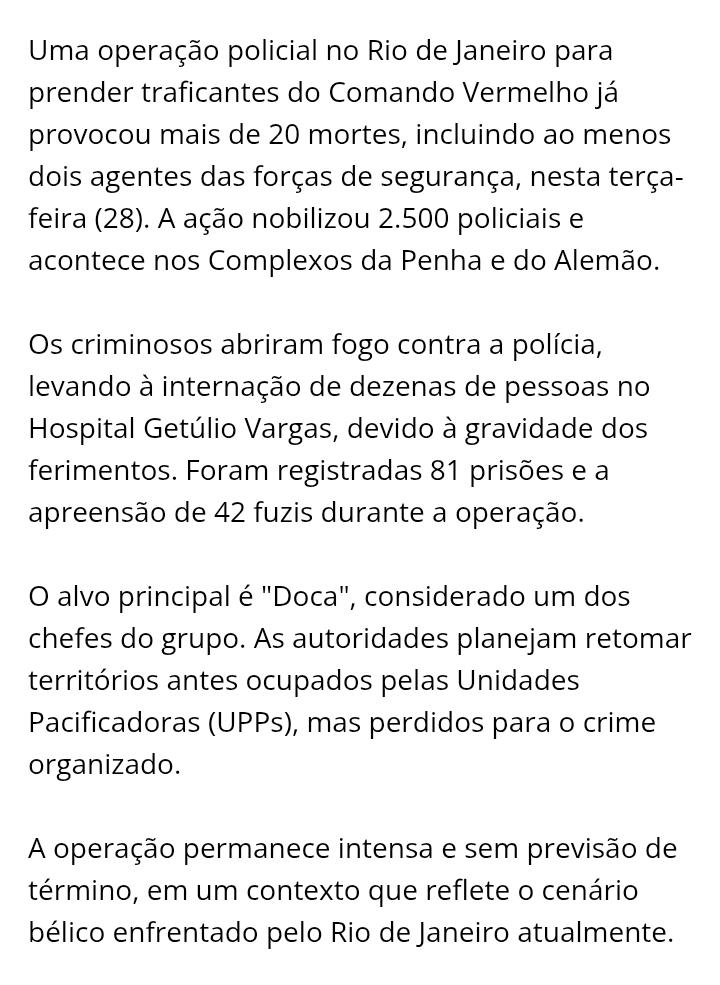 Uma operação policial no Rio de Janeiro para
prender traficantes do Comando Vermelho já
provocou mais de 20 mortes, incluindo ao menos
dois agentes das forças de segurança, nesta terça-
feira (28). A ação nobilizou 2.500 policiais e
acontece nos Complexos da Penha e do Alemão.
Os criminosos abriram fogo contra a polícia,
levando à internação de dezenas de pessoas no
Hospital Getúlio Vargas, devido à gravidade dos
ferimentos. Foram registradas 81 prisões e a
apreensão de 42 fuzis durante a operação.
O alvo principal é "Doca", considerado um dos
chefes do grupo. As autoridades planejam retomar
territórios antes ocupados pelas Unidades
Pacificadoras (UPPs), mas perdidos para o crime
organizado.
A operação permanece intensa e sem previsão de
término, em um contexto que reflete o cenário
bélico enfrentado pelo Rio de Janeiro atualmente.